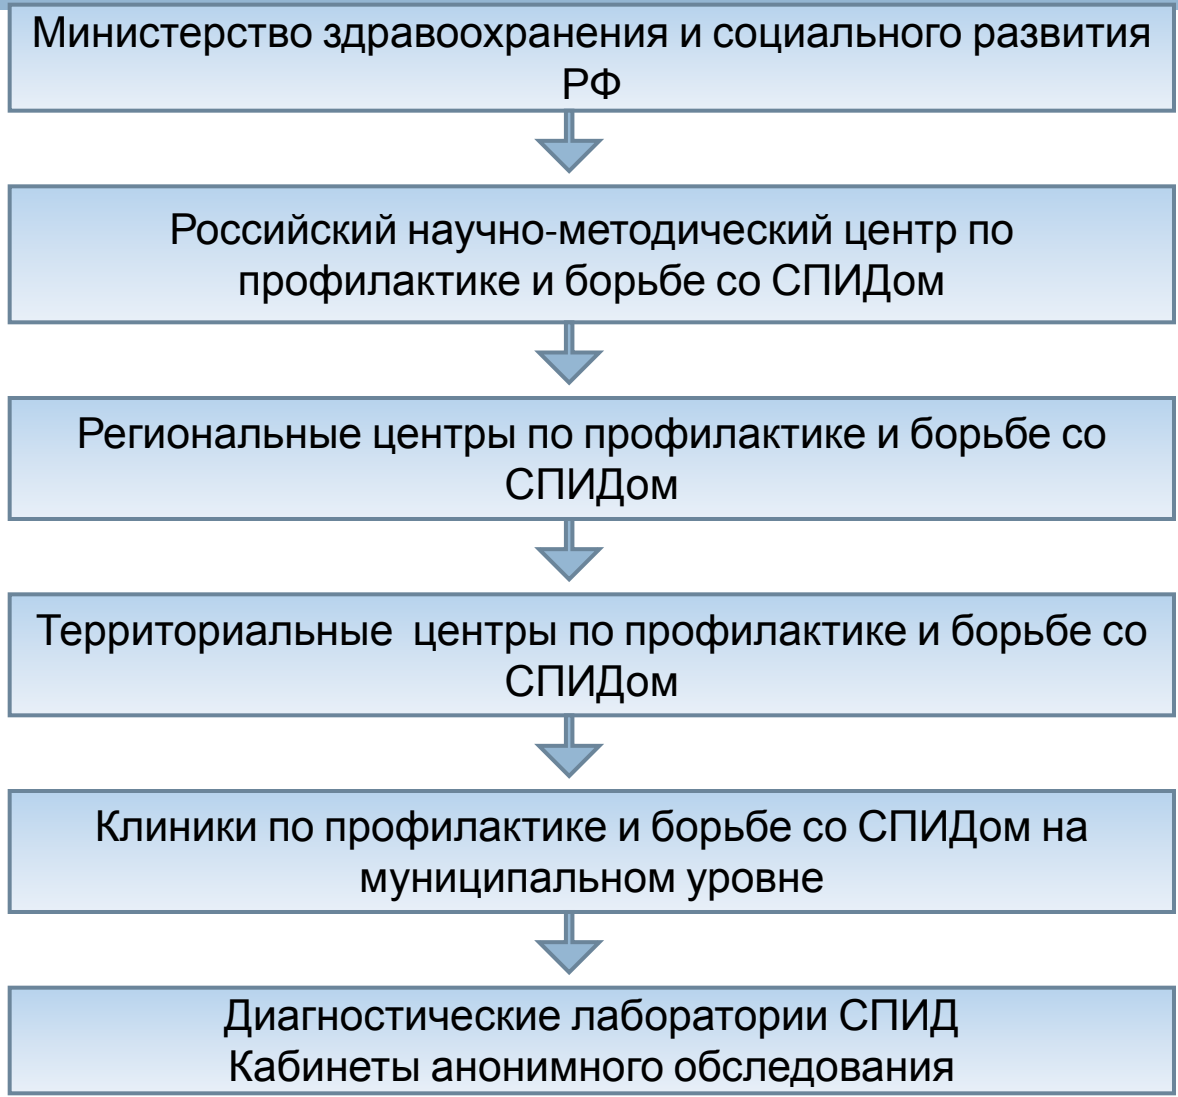 Министерство здравоохранения и социального развития
РФ
Российский научно-методический центр по
профилактике и борьбе со СПИДом
Региональные центры по профилактике и борьбе со
СПИДом
Территориальные  центры по профилактике и борьбе со
СПИДом
Клиники по профилактике и борьбе со СПИДом на
муниципальном уровне
Диагностические лаборатории СПИД
Кабинеты анонимного обследования